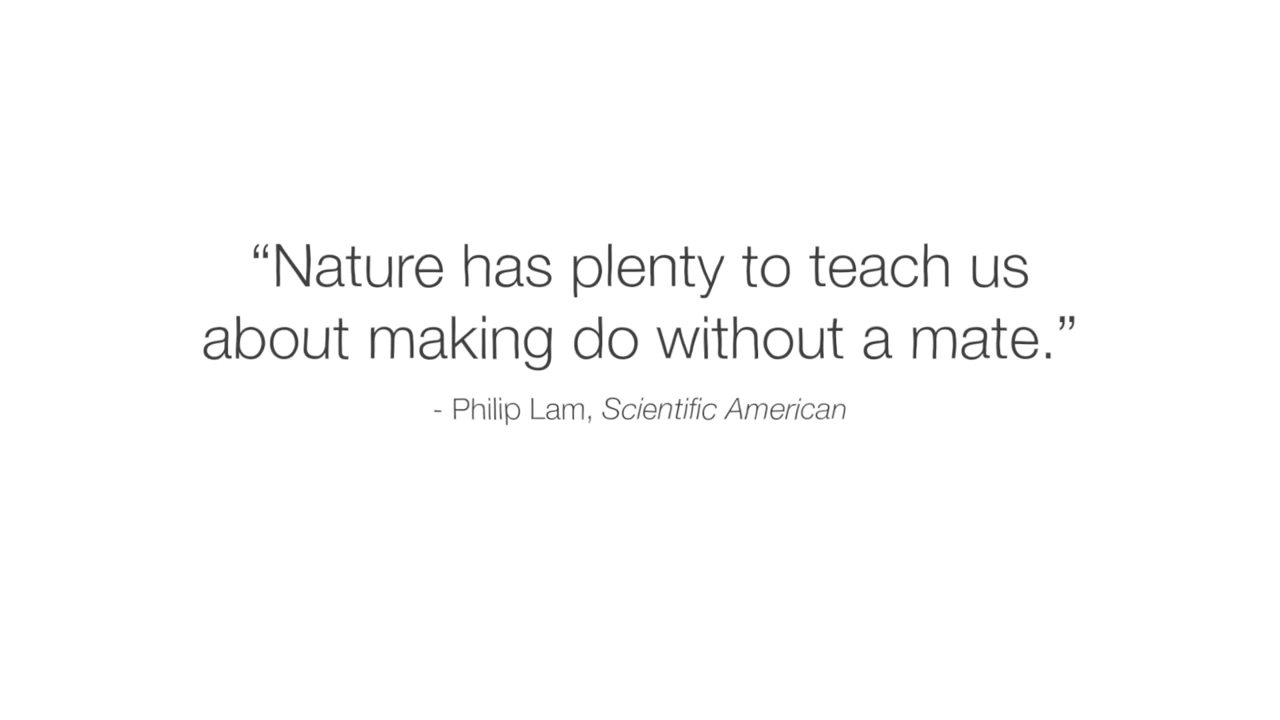 “Nature has plenty to teach us
about making do without a mate.”
- Philip Lam, Scientific American